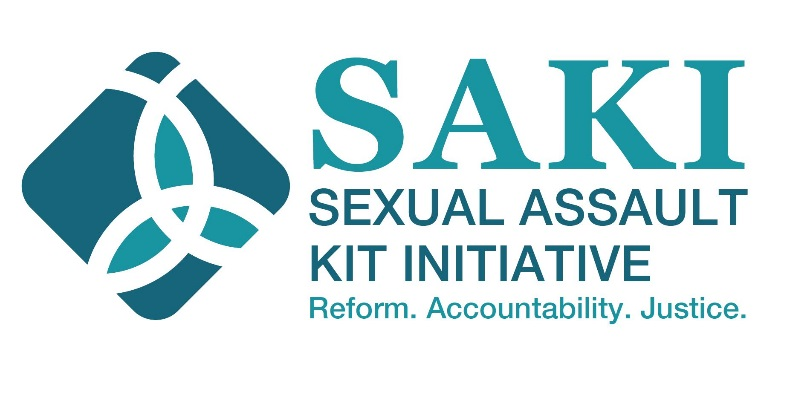 SAKI
SEXUAL ASSAULT
KIT INITIATIVE
Reform. Accountability. Justice.